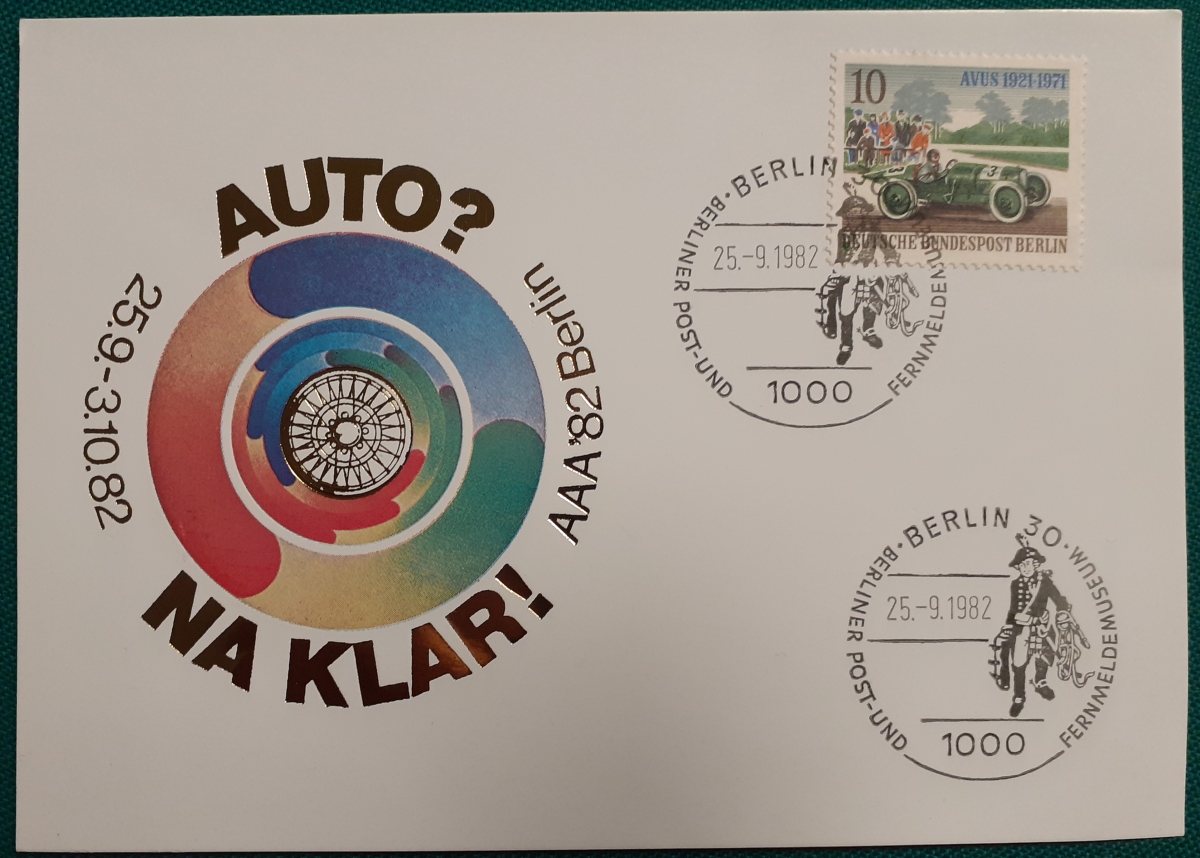 AUTO?
25.9.-3.10.82
AAA'82 Berlin
NA KLAR!
10
AVUS 1921-1971
3
DEUTSCHE BUNDESPOST BERLIN
BERLIN 30
25.-9.1982
BERLINER POST-UND FERNMELDEMUSEUM
1000
BERLIN 30
25.-9.1982
BERLINER POST-UND FERNMELDEMUSEUM
1000